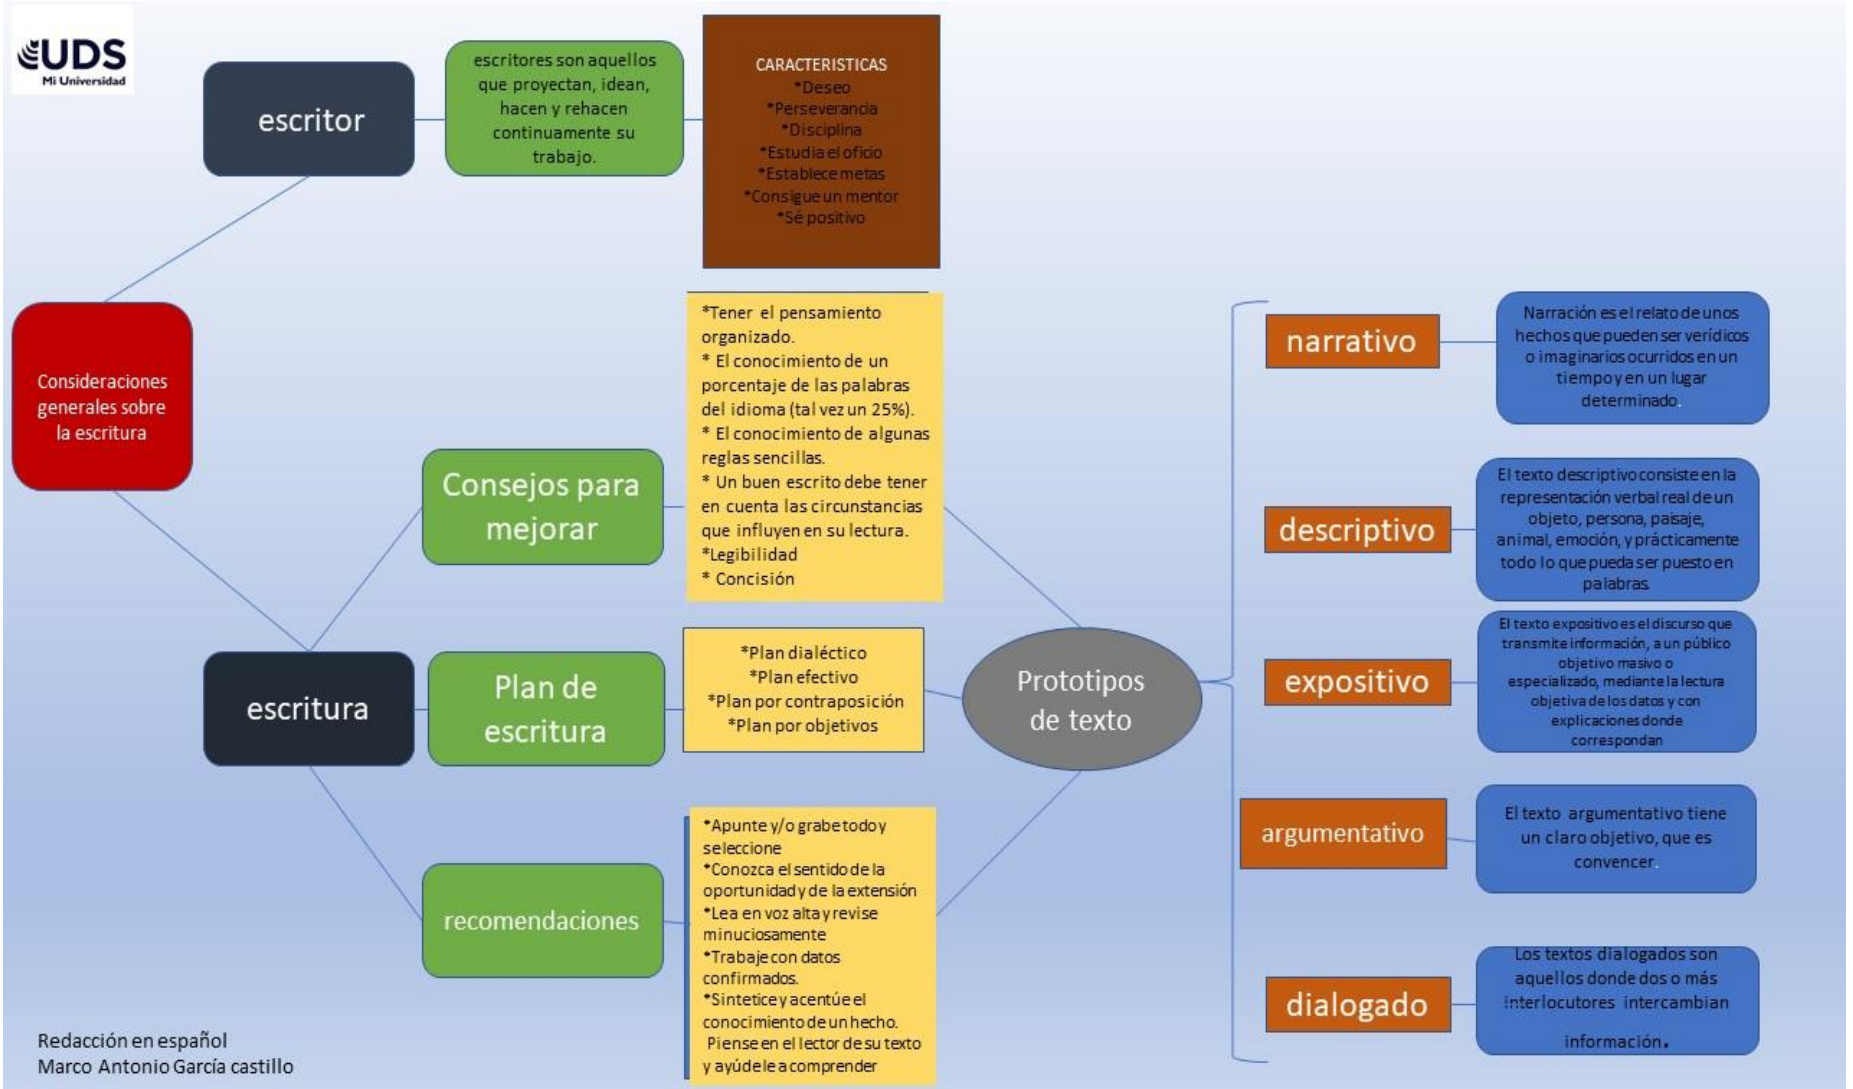 UDS
Mi Universidad
escritor
escritores son aquellos
que proyectan, idean,
hacen y rehacen
continuamente su
trabajo.
CARACTERISTICAS
*Deseo
*Perseverancia
*Disciplina
*Estudia el oficio
*Establece metas
*Consigue un mentor
*Sé positivo
Consideraciones
generales sobre
la escritura
escritura
Consejos para
mejorar
*Tener el pensamiento
organizado.
* El conocimiento de un
porcentaje de las palabras
del idioma (tal vez un 25%).
* El conocimiento de algunas
reglas sencillas.
* Un buen escrito debe tener
en cuenta las circunstancias
que influyen en su lectura.
*Legibilidad
* Concisión
Plan de
escritura
*Plan dialéctico
*Plan efectivo
*Plan por contraposición
*Plan por objetivos
recomendaciones
*Apunte y/o grabe todo y
seleccione
*Conozca el sentido de la
oportunidad y de la extensión
*Lea en voz alta y revise
minuciosamente
*Trabaje con datos
confirmados.
*Sintetice y acentúe el
conocimiento de un hecho.
Piense en el lector de su texto
y ayúdele a comprender
Prototipos
de texto
narrativo
Narración es el relato de unos
hechos que pueden ser verídicos
o imaginarios ocurridos en un
tiempo y en un lugar
determinado.
descriptivo
El texto descriptivo consiste en la
representación verbal real de un
objeto, persona, paisaje,
animal, emoción, y prácticamente
todo lo que pueda ser puesto en
palabras.
expositivo
El texto expositivo es el discurso que
transmite información, a un público
objetivo masivo o
especializado, mediante la lectura
objetiva de los datos y con
explicaciones donde
correspondan
argumentativo
El texto argumentativo tiene
un claro objetivo, que es
convencer.
dialogado
Los textos dialogados son
aquellos donde dos o más
interlocutores intercambian
información.
Redacción en español
Marco Antonio García castillo